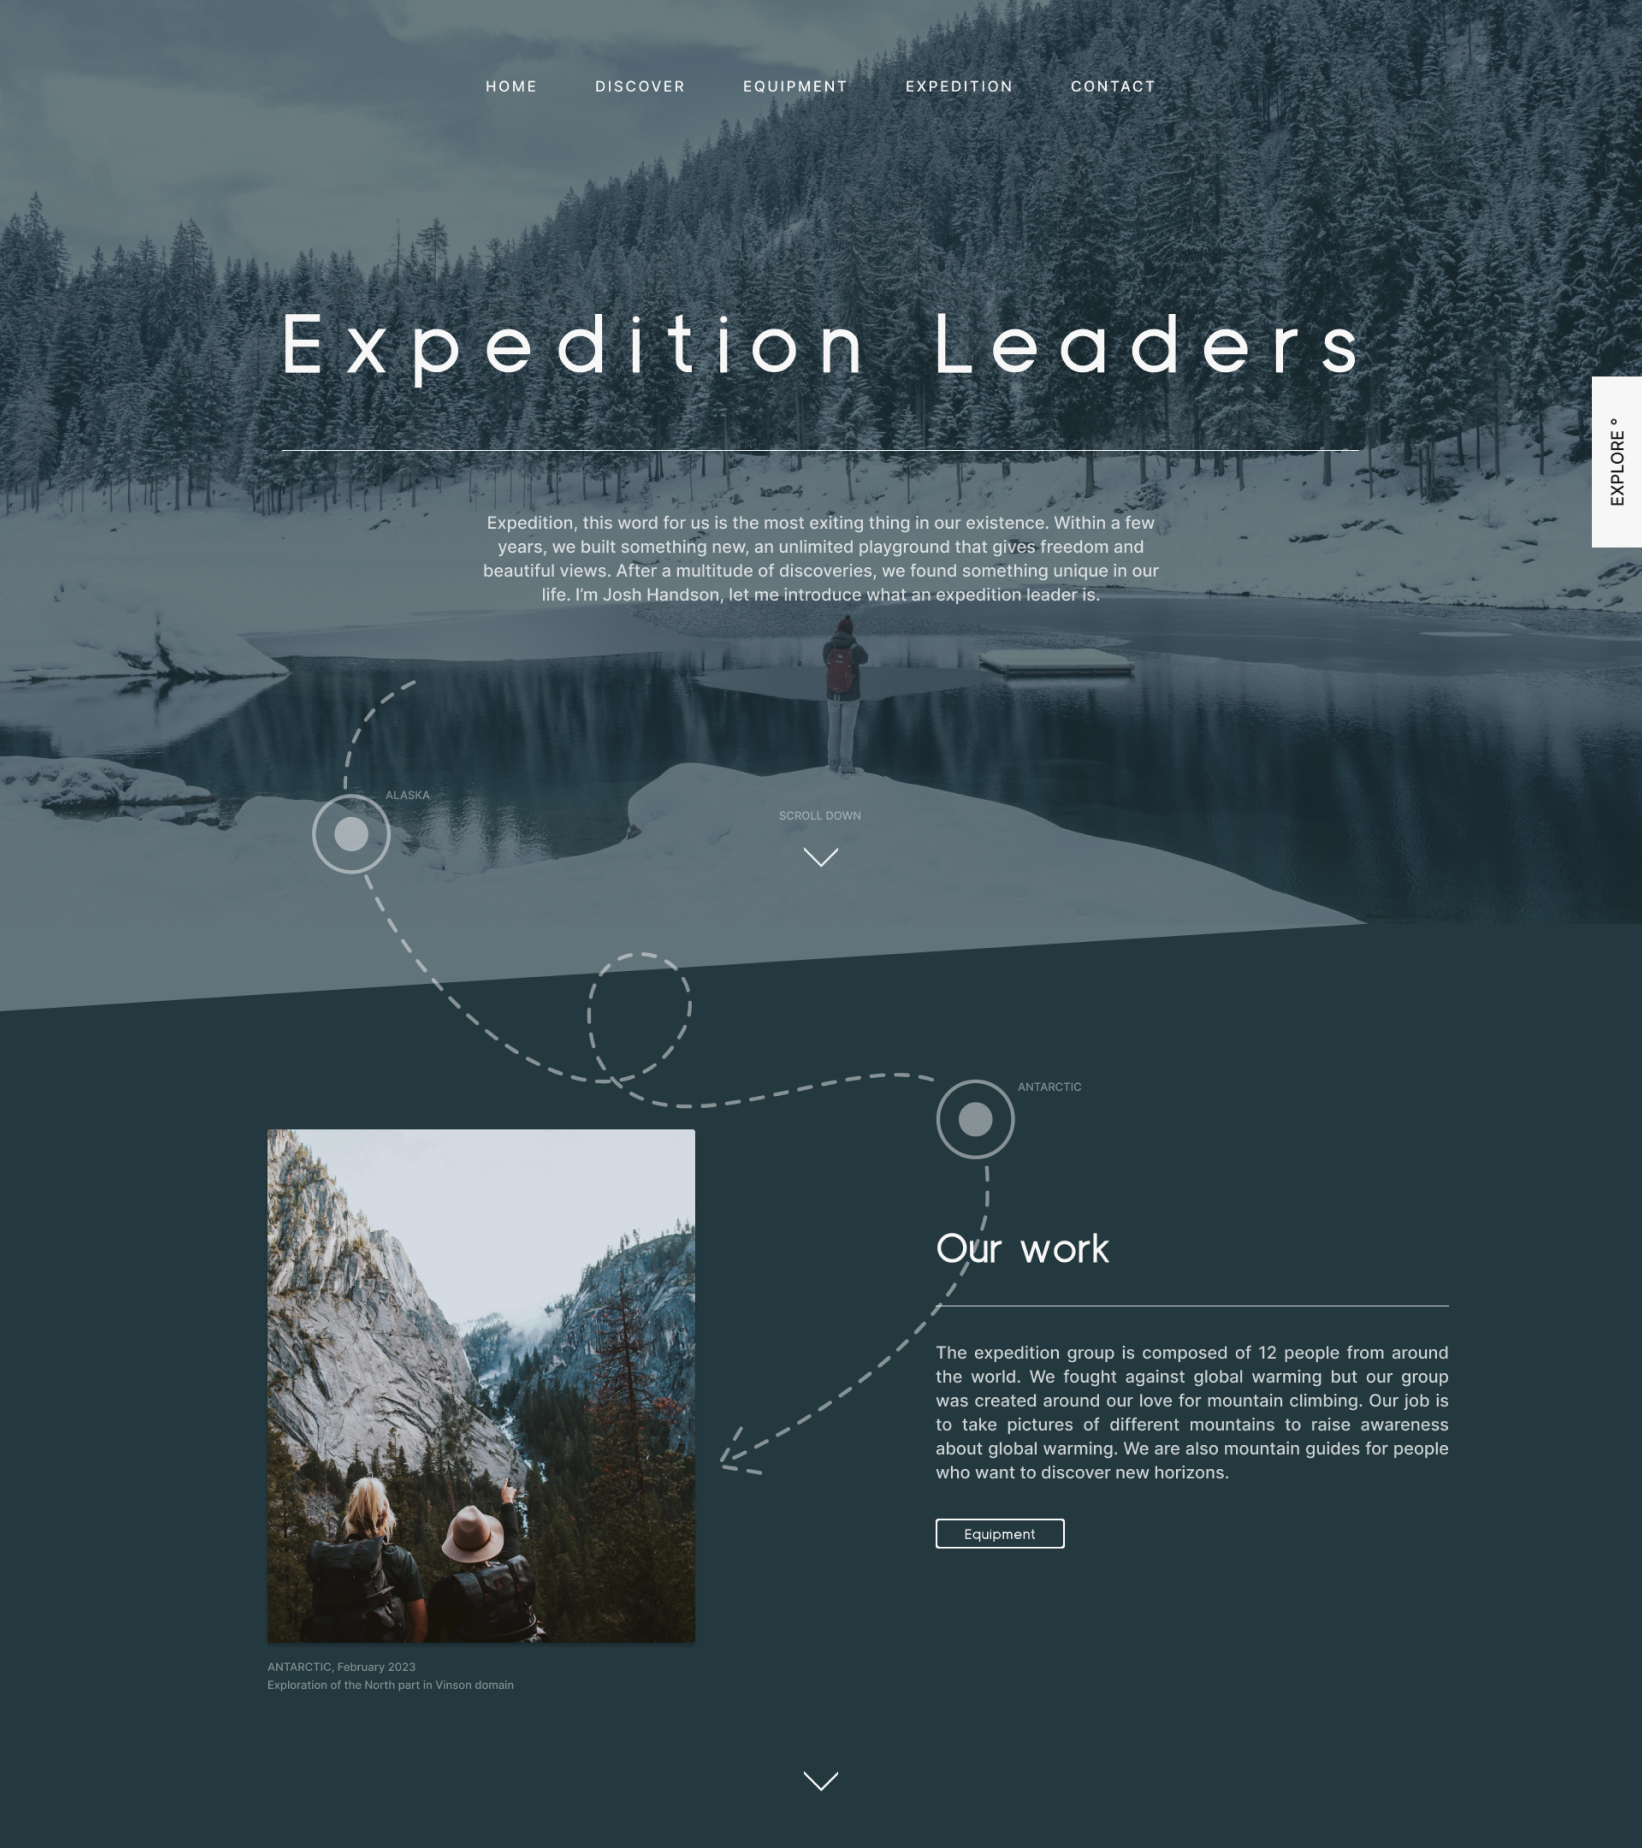 HOME DISCOVER EQUIPMENT EXPEDITION CONTACT
Expedition Leaders
EXPLORE °
Expedition, this word for us is the most exiting thing in our existence. Within a few
years, we built something new, an unlimited playground that gives freedom and
beautiful views. After a multitude of discoveries, we found something unique in our
life. I'm Josh Handson, let me introduce what an expedition leader is.
ALASKA
SCROLL DOWN
ANTARCTIC
Our work
The expedition group is composed of 12 people from around
the world. We fought against global warming but our group
was created around our love for mountain climbing. Our job is
to take pictures of different mountains to raise awareness
about global warming. We are also mountain guides for people
who want to discover new horizons.
Equipment
ANTARCTIC, February 2023
Exploration of the North part in Vinson domain